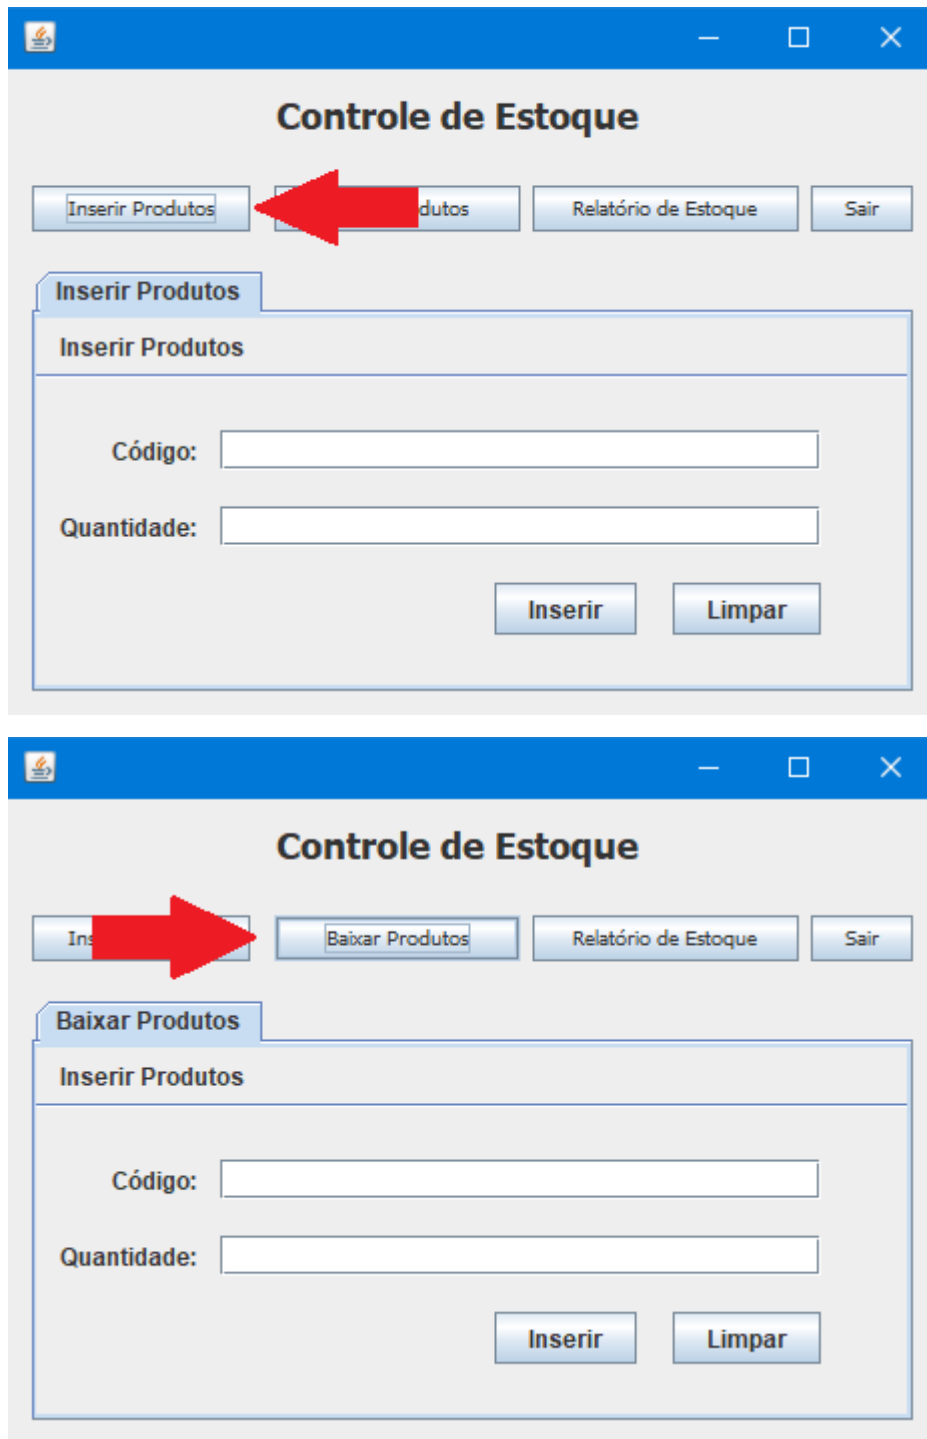 Controle de Estoque
Inserir Produtos dutos Relatório de Estoque Sair
Inserir Produtos
Inserir Produtos
Código:
Quantidade:
Inserir Limpar
Controle de Estoque
Ins Baixar Produtos Relatório de Estoque Sair
Baixar Produtos
Inserir Produtos
Código:
Quantidade:
Inserir Limpar